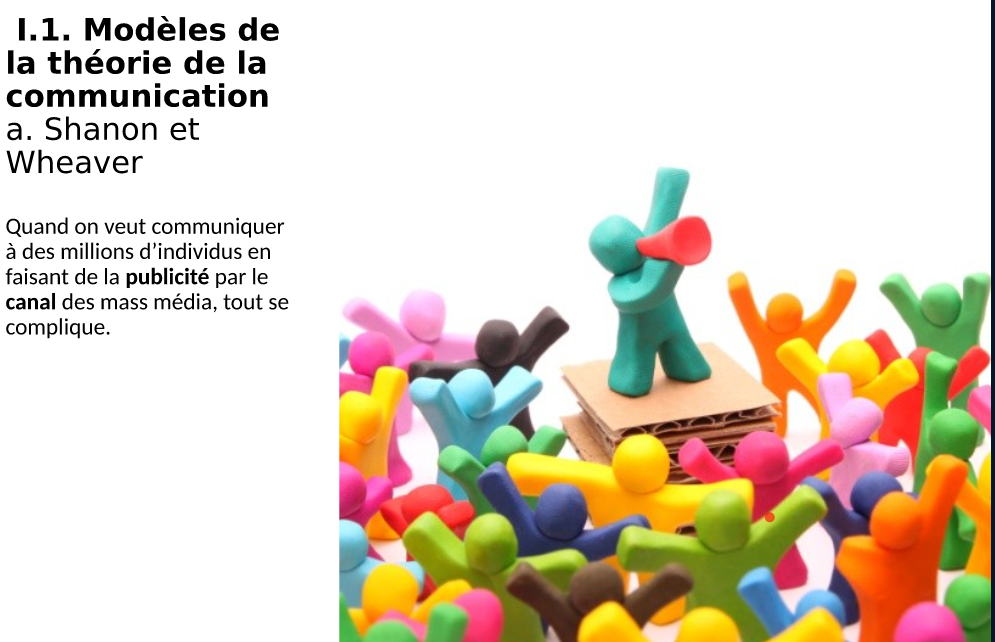 I.1. Modèles de
la théorie de la
communication
a. Shanon et
Wheaver
Quand on veut communiquer
à des millions d’individus en
faisant de la publicité par le
canal des mass média, tout se
complique.